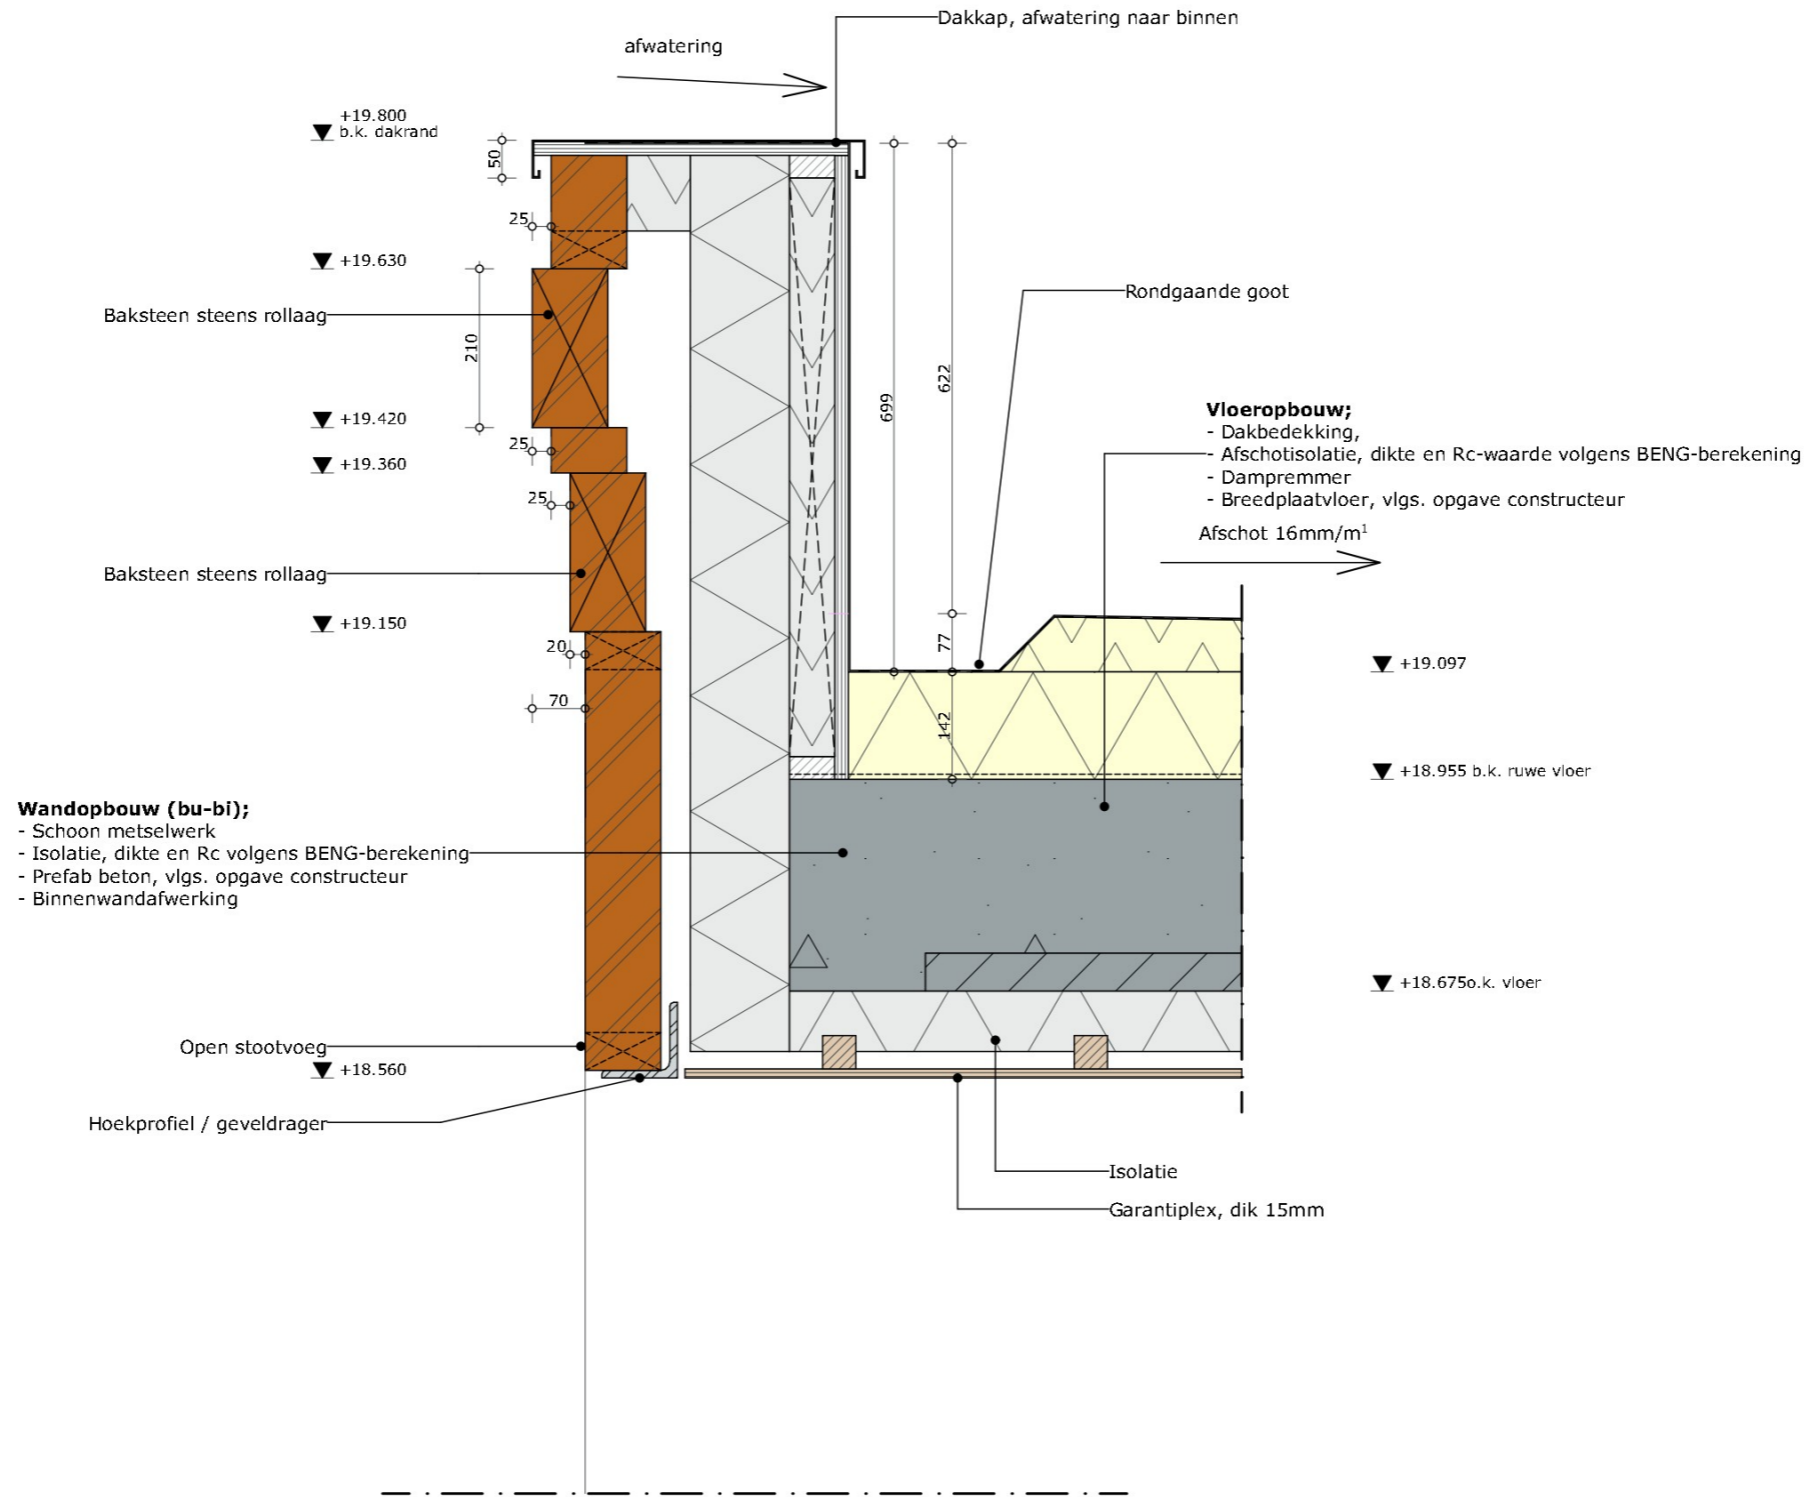 Dakkap, afwatering naar binnen
afwatering
+19.800
b.k. dakrand
50
25
+19.630
Baksteen steens rollaag
210
Rondgaande goot
699
622
+19.420
25
+19.360
25
Vloeropbouw;
- Dakbedekking,
- Afschotisolatie, dikte en Rc-waarde volgens BENG-berekening
- Dampremmer
- Breedplaatvloer, vlgs. opgave constructeur
Afschot 16mm/m¹
Baksteen steens rollaag
+19.150
20
77
+19.097
70
142
+18.955 b.k. ruwe vloer
Wandopbouw (bu-bi);
- Schoon metselwerk
- Isolatie, dikte en Rc volgens BENG-berekening
- Prefab beton, vlgs. opgave constructeur
- Binnenwandafwerking
+18.675o.k. vloer
Open stootvoeg
+18.560
Hoekprofiel / geveldrager
Isolatie
Garantiplex, dik 15mm